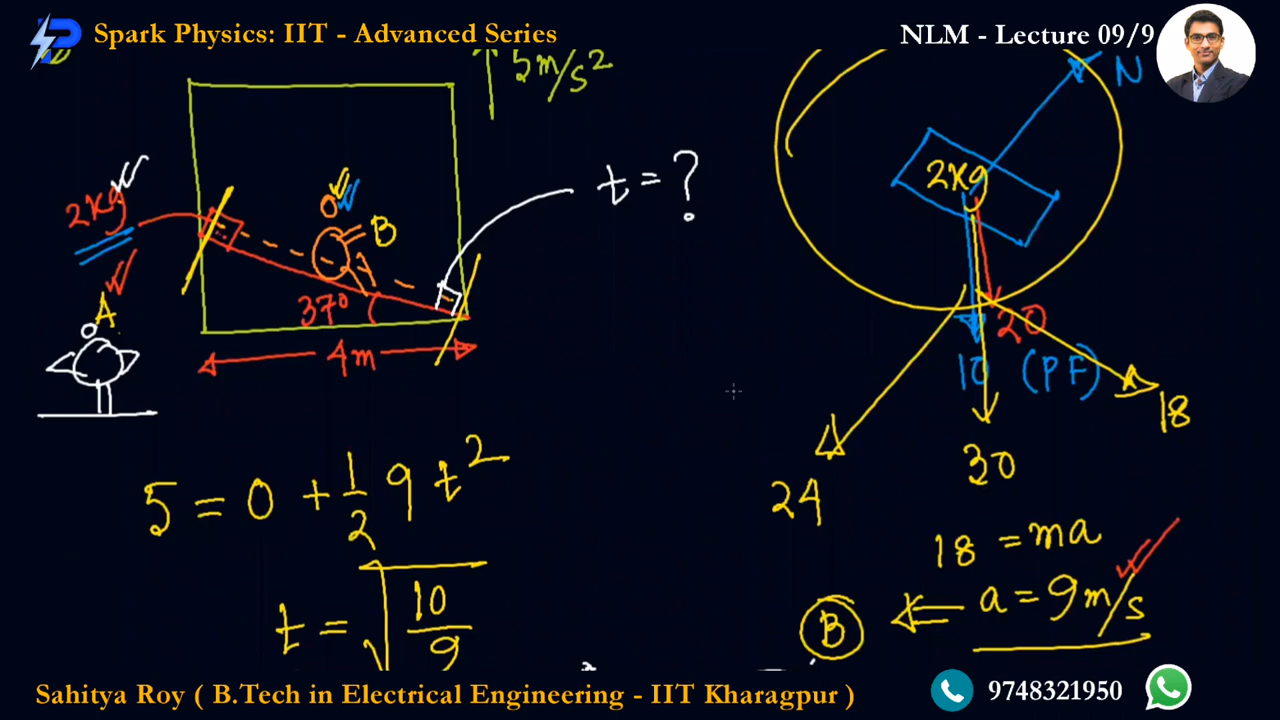 Spark Physics: IIT - Advanced Series
NLM - Lecture 09/9
5m/s²
2kg
A
B
37°
4m
t = ?
N
2kg
20
10 (PF)
18
30
24
5 = 0 + 1/2 9 t²
t = √10/9
18 = ma
a = 9m/s
B
Sahitya Roy ( B.Tech in Electrical Engineering - IIT Kharagpur )
9748321950